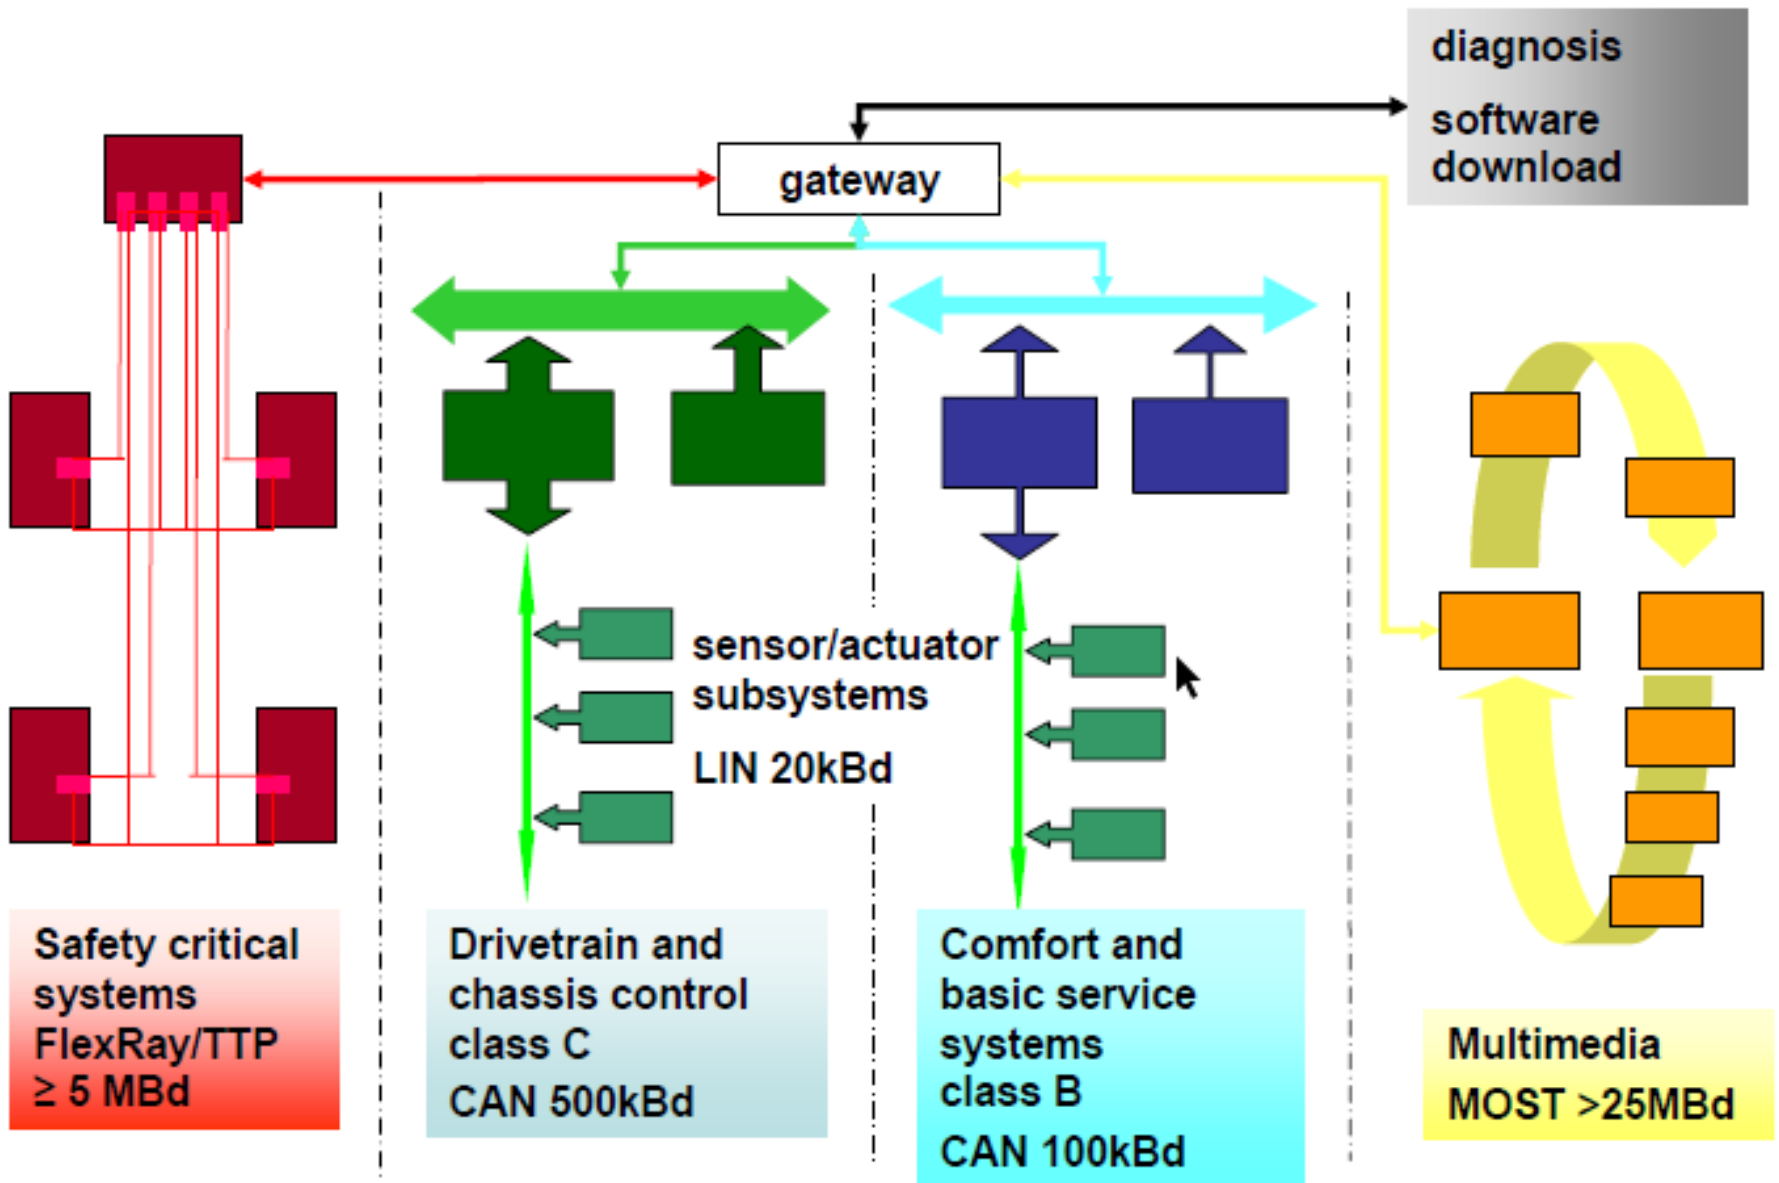 diagnosis
software
download
gateway
sensor/actuator
subsystems
LIN 20kBd
Safety critical
systems
FlexRay/TTP
≥ 5 MBd
Drivetrain and
chassis control
class C
CAN 500kBd
Comfort and
basic service
systems
class B
CAN 100kBd
Multimedia
MOST >25MBd